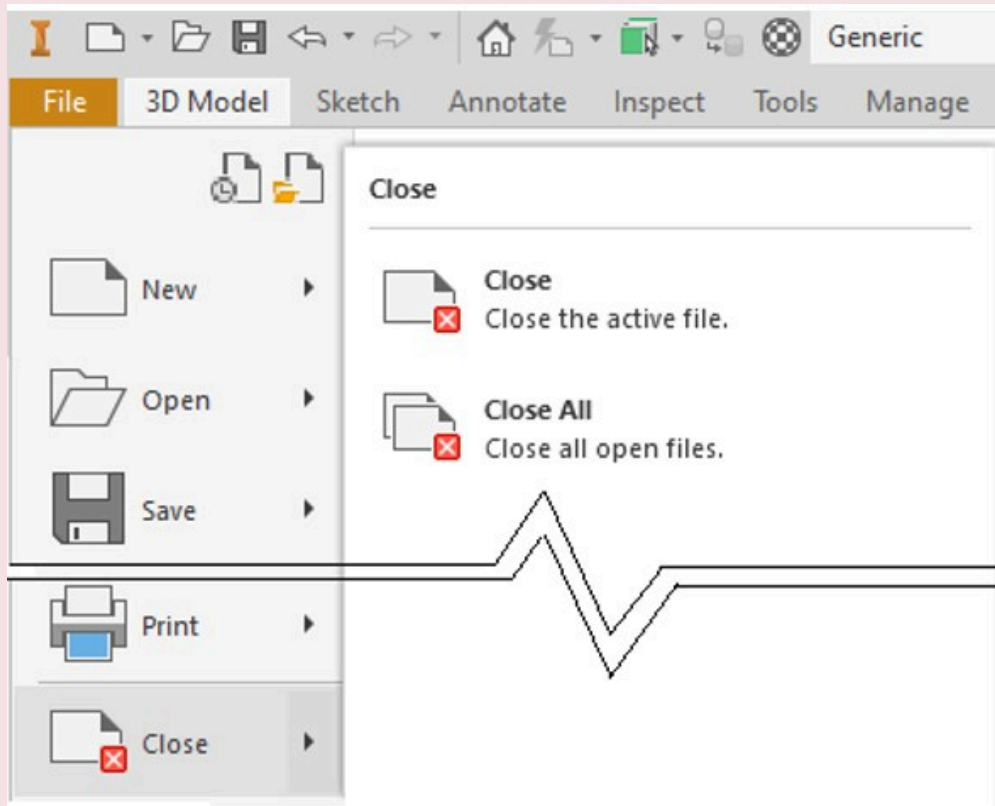 Generic
File 3D Model Sketch Annotate Inspect Tools Manage
Close
New
Open
Save
Print
Close
Close
Close the active file.
Close All
Close all open files.